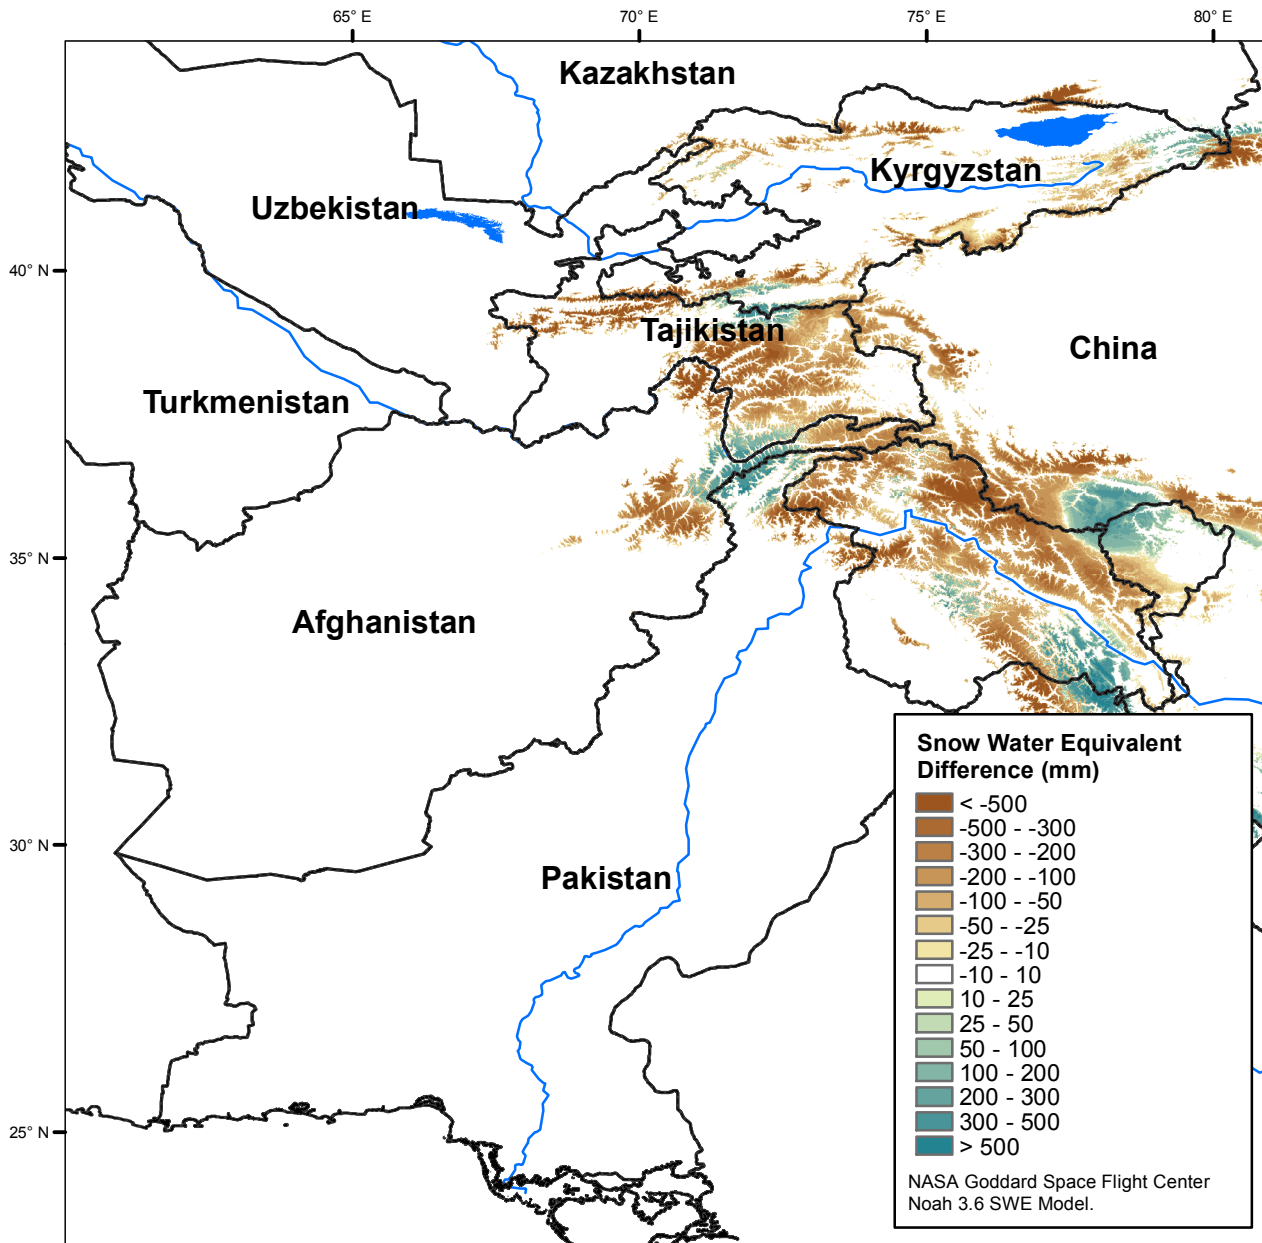 65° E
70° E
75° E
80° E
Kazakhstan
Kyrgyzstan
Uzbekistan
40° N
Tajikistan
China
Turkmenistan
35° N
Afghanistan
30° N
Pakistan
25° N
Snow Water Equivalent
Difference (mm)
< -500
-500 - -300
-300 - -200
-200 - -100
-100 - -50
-50 - -25
-25 - -10
-10 - 10
10 - 25
25 - 50
50 - 100
100 - 200
200 - 300
300 - 500
> 500
NASA Goddard Space Flight Center
Noah 3.6 SWE Model.